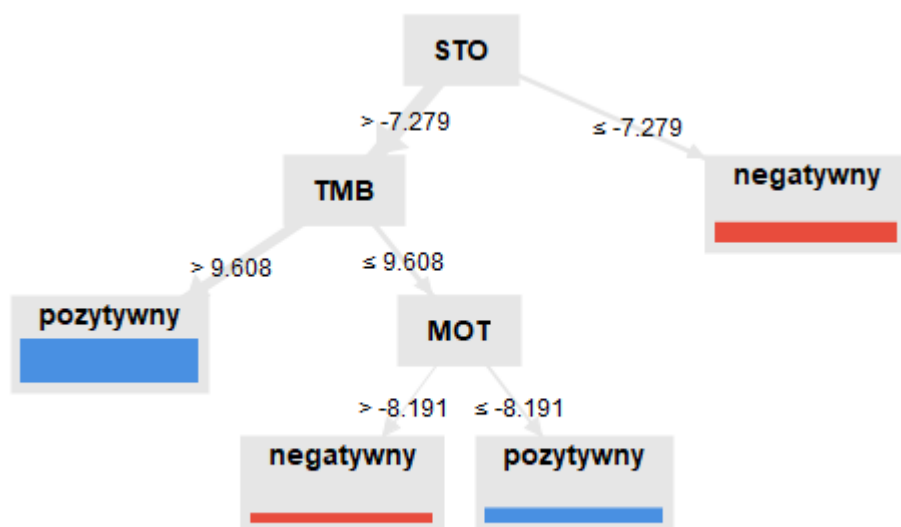 STO
> -7.279
≤ -7.279
TMB
negatywny
> 9.608
≤ 9.608
pozytywny
MOT
> -8.191
≤ -8.191
negatywny
pozytywny